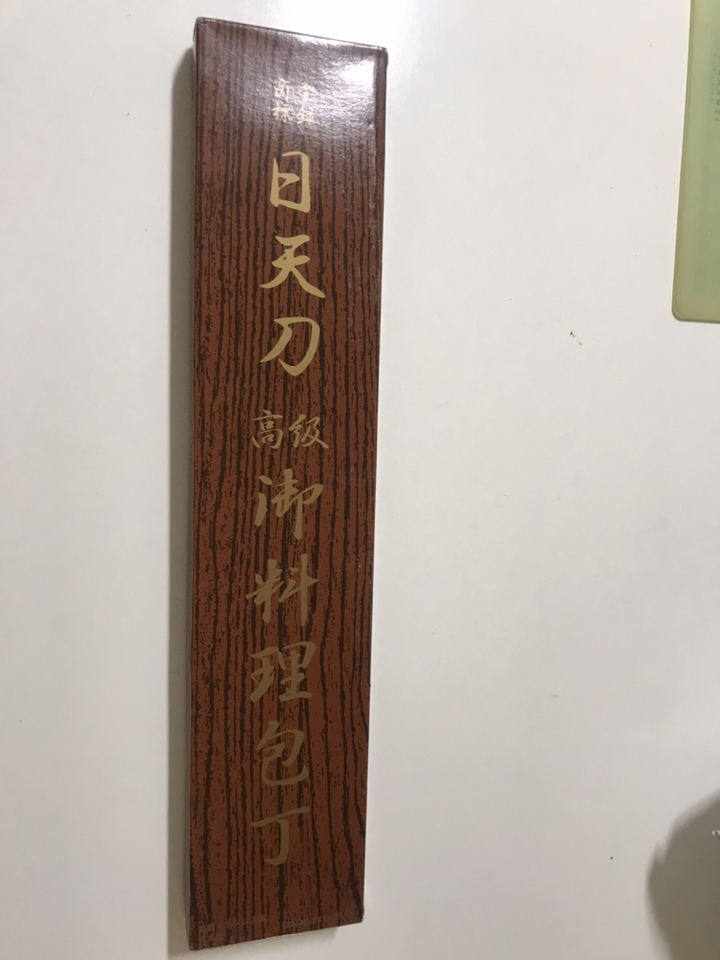 登録
商標
日天刀
高級
御料理包丁